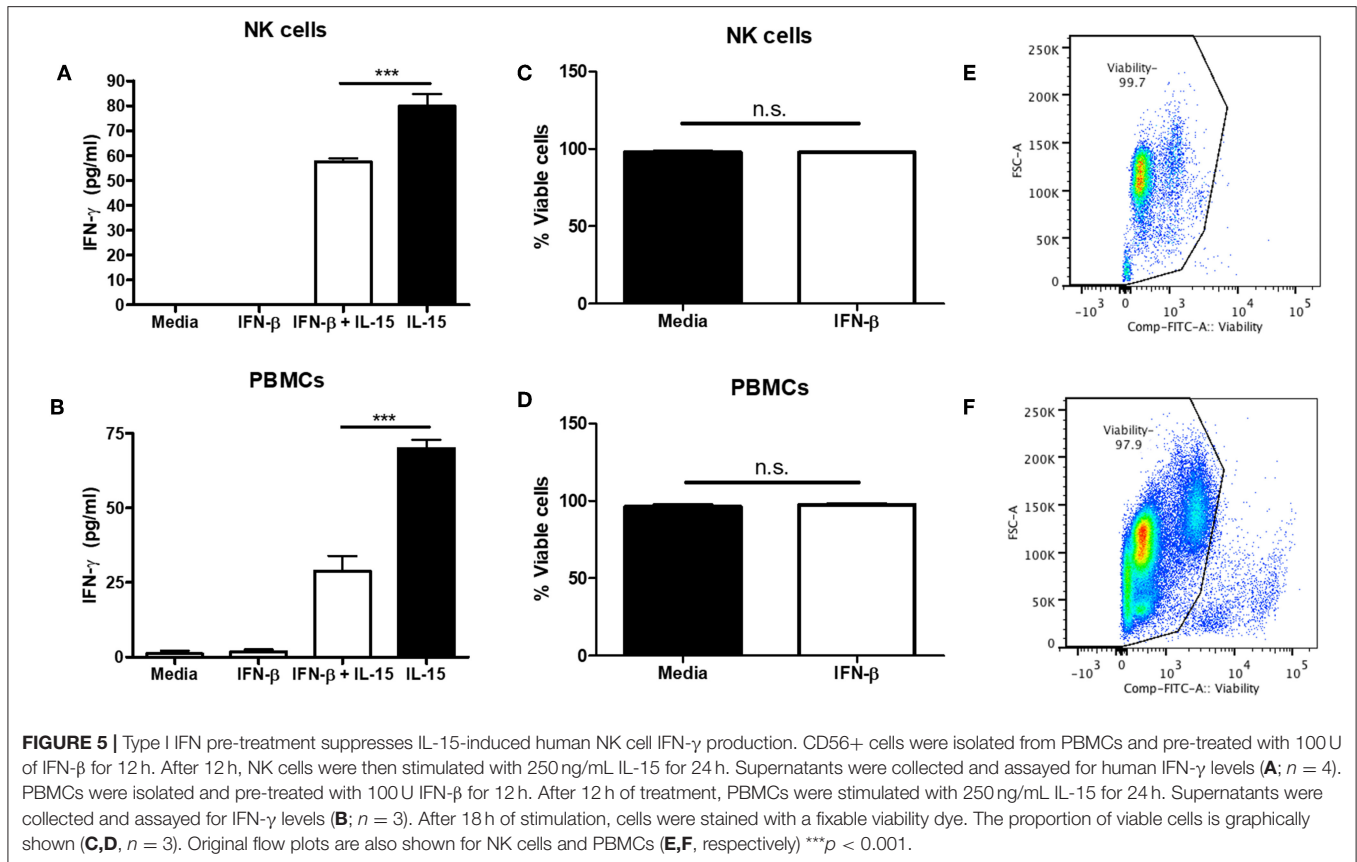 NK cells
A
***
90
80
70
60
50
40
30
20
10
0
IFN-γ (pg/ml)
Media IFN-β IFN-β + IL-15 IL-15
PBMCs
B
***
75
50
25
0
IFN-γ (pg/ml)
Media IFN-β IFN-β + IL-15 IL-15
NK cells
C
150
100
50
0
% Viable cells
n.s.
Media IFN-β
PBMCs
D
150
100
50
0
% Viable cells
n.s.
Media IFN-β
E
250K
200K
150K
100K
50K
0
FSC-A
Viability-
99.7
-10³ 0 10³ 10⁴ 10⁵
Comp-FITC-A:: Viability
F
250K
200K
150K
100K
50K
0
FSC-A
Viability-
97.9
-10³ 0 10³ 10⁴ 10⁵
Comp-FITC-A:: Viability
FIGURE 5 | Type I IFN pre-treatment suppresses IL-15-induced human NK cell IFN-γ production. CD56+ cells were isolated from PBMCs and pre-treated with 100 U
of IFN-β for 12 h. After 12 h, NK cells were then stimulated with 250 ng/mL IL-15 for 24 h. Supernatants were collected and assayed for human IFN-γ levels (A; n = 4).
PBMCs were isolated and pre-treated with 100 U IFN-β for 12 h. After 12 h of treatment, PBMCs were stimulated with 250 ng/mL IL-15 for 24 h. Supernatants were
collected and assayed for IFN-γ levels (B; n = 3). After 18 h of stimulation, cells were stained with a fixable viability dye. The proportion of viable cells is graphically
shown (C,D, n = 3). Original flow plots are also shown for NK cells and PBMCs (E,F, respectively) ***p < 0.001.